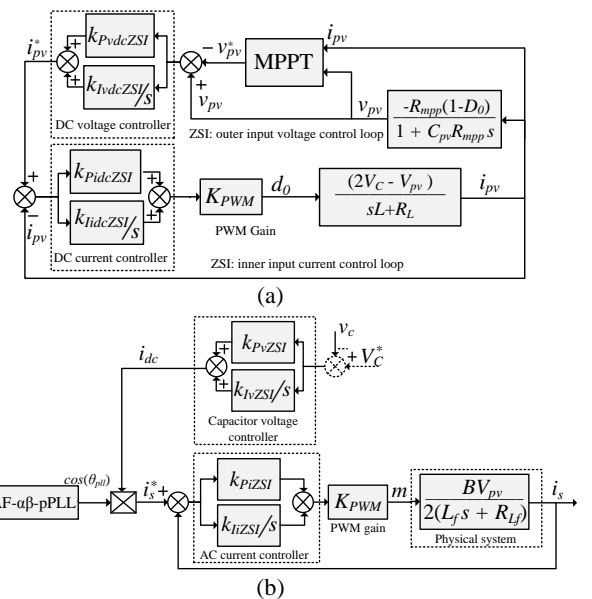 i*pv
kPvdcZSI
kIvdcZSI/s
+
+
DC voltage controller
− v*pv
+
vpv
MPPT
ipv
vpv
-Rmpp(1-D0)
1 + CpvRmpp s
ZSI: outer input voltage control loop
+
−
ipv
kPidcZSI
kIidcZSI/s
+
+
DC current controller
KPWM
PWM Gain
d0
(2VC - Vpv )
sL+RL
ipv
ZSI: inner input current control loop
(a)
vc
- + V*C
kPvZSI
kIvZSI/s
+
+
Capacitor voltage
controller
idc
cos(θpll)
AF-αβ-pPLL
i*s +
-
kPiZSI
kIiZSI/s
AC current controller
KPWM
PWM gain
m
BVpv
2(Lf s + RLf)
Physical system
is
(b)